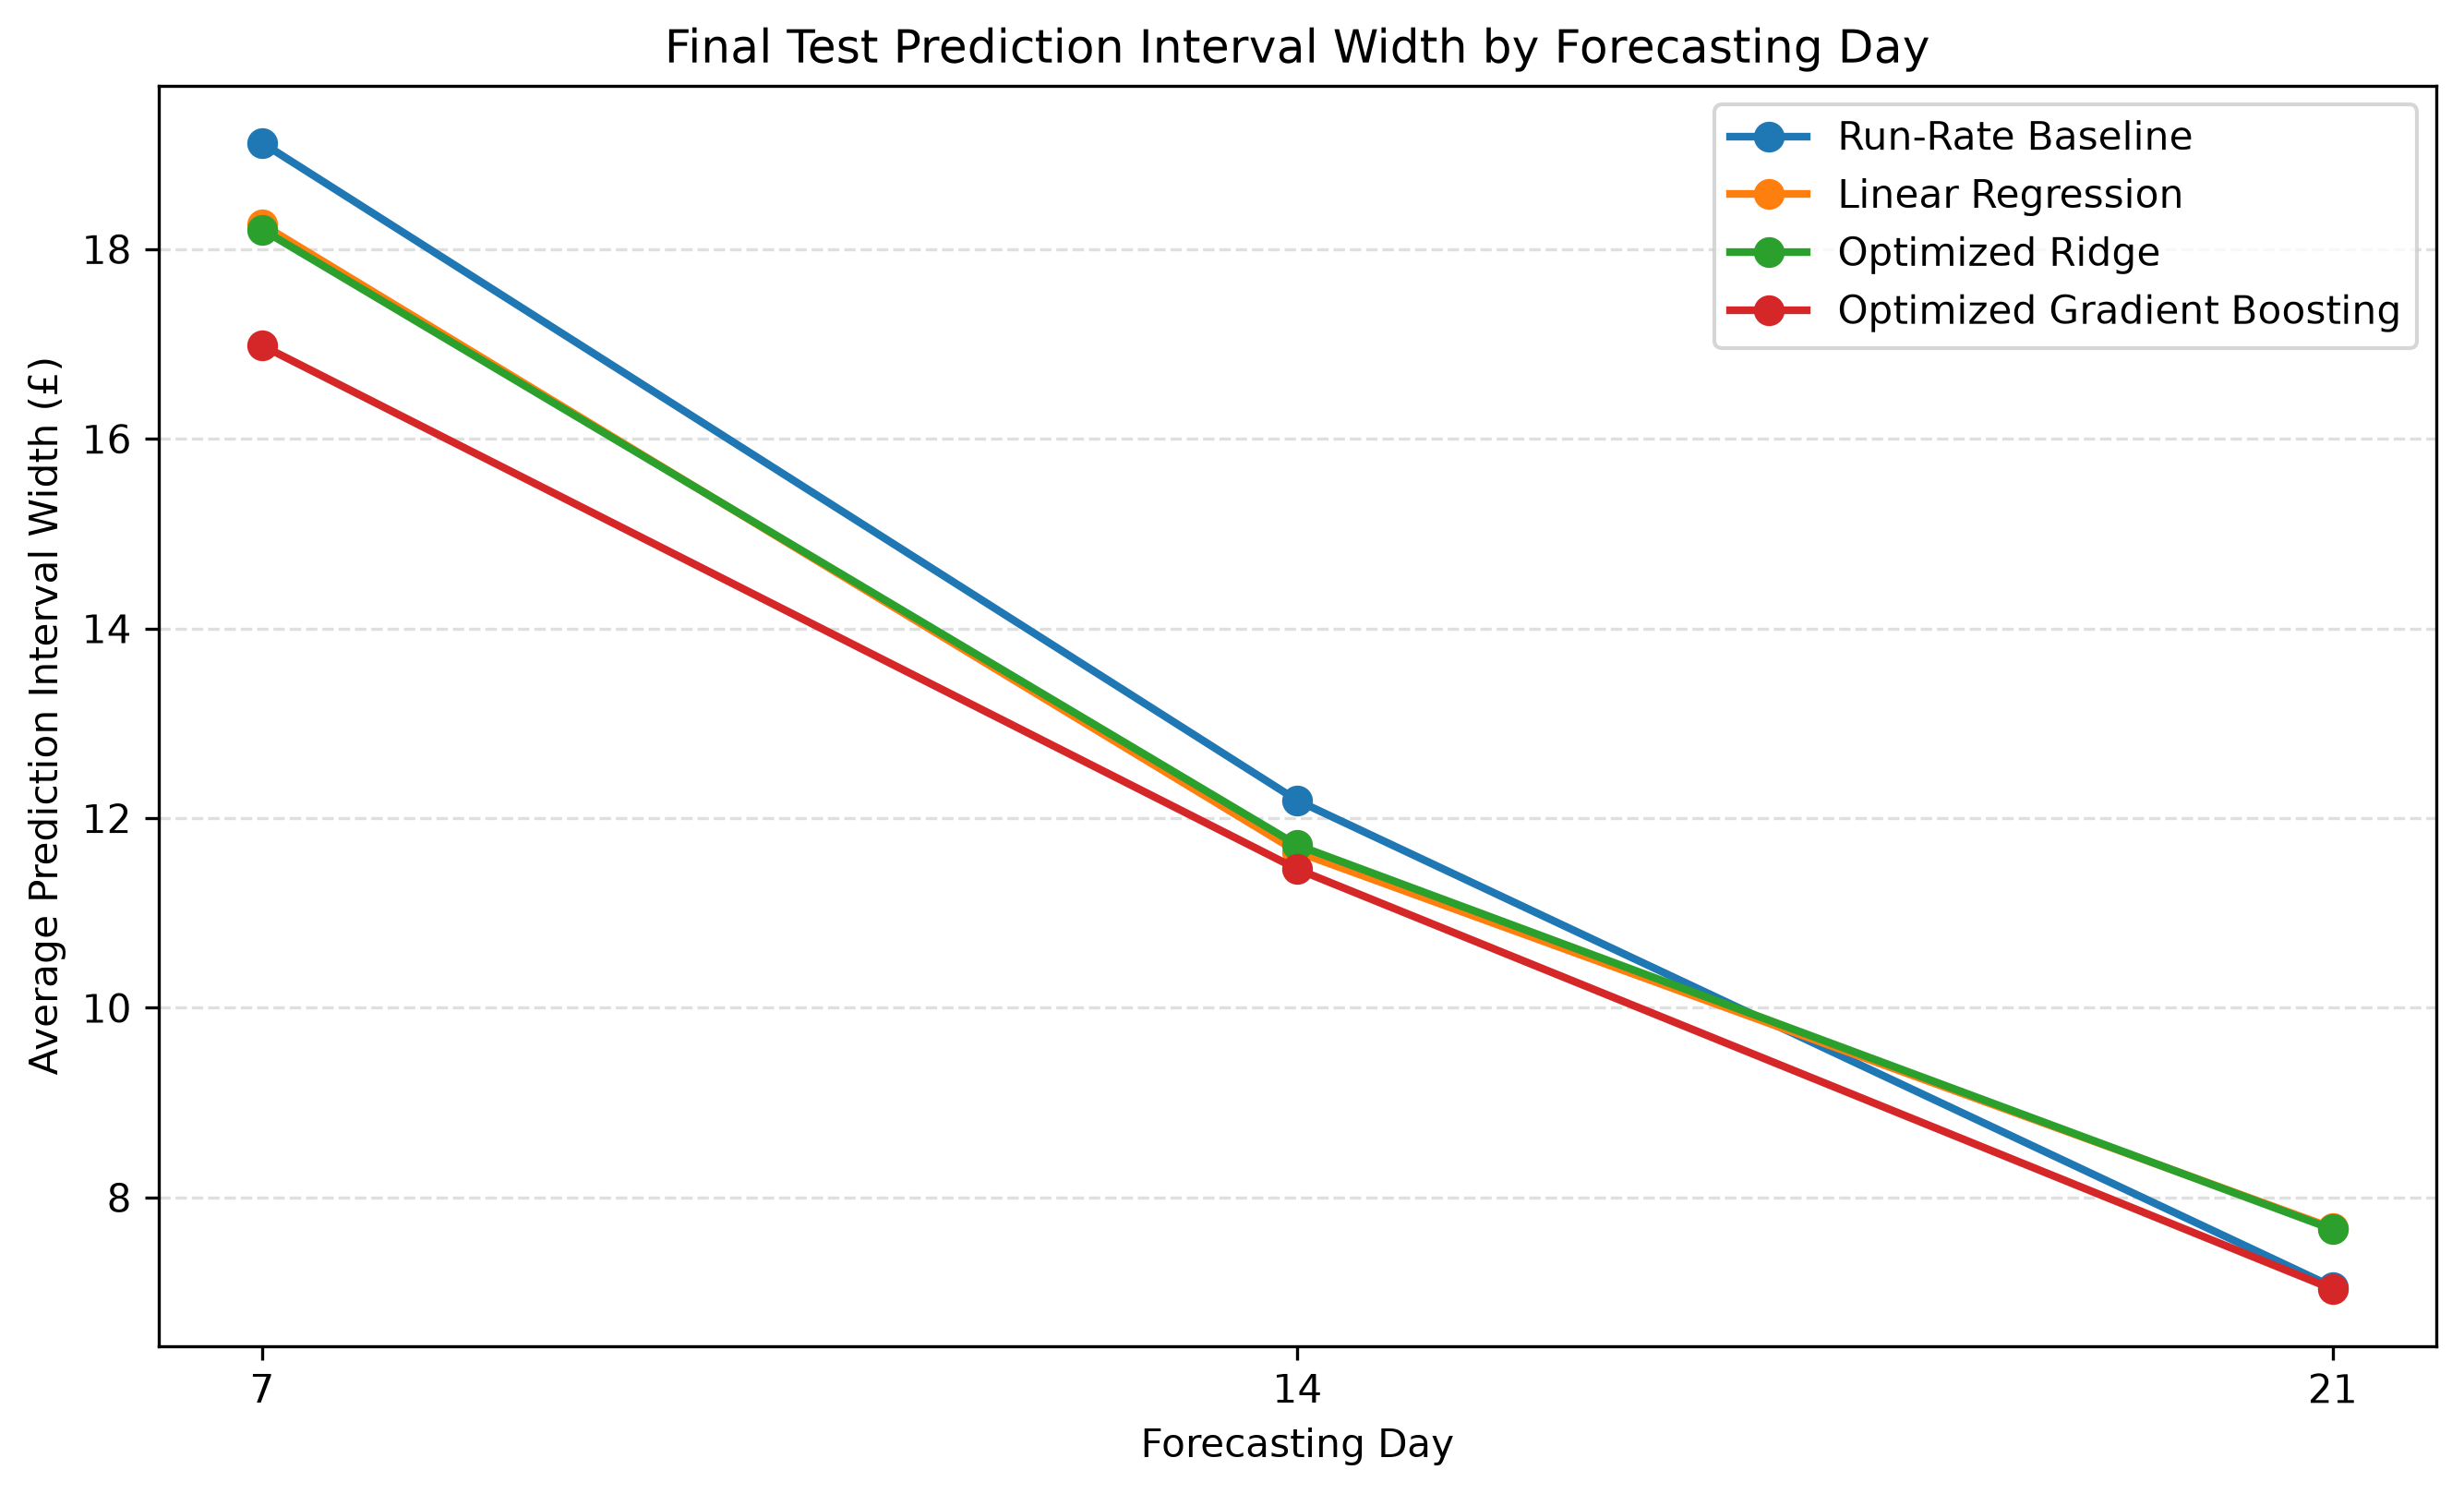 Final Test Prediction Interval Width by Forecasting Day
Run-Rate Baseline
Linear Regression
Optimized Ridge
Optimized Gradient Boosting
Average Prediction Interval Width (£)
18
16
14
12
10
8
7
14
21
Forecasting Day